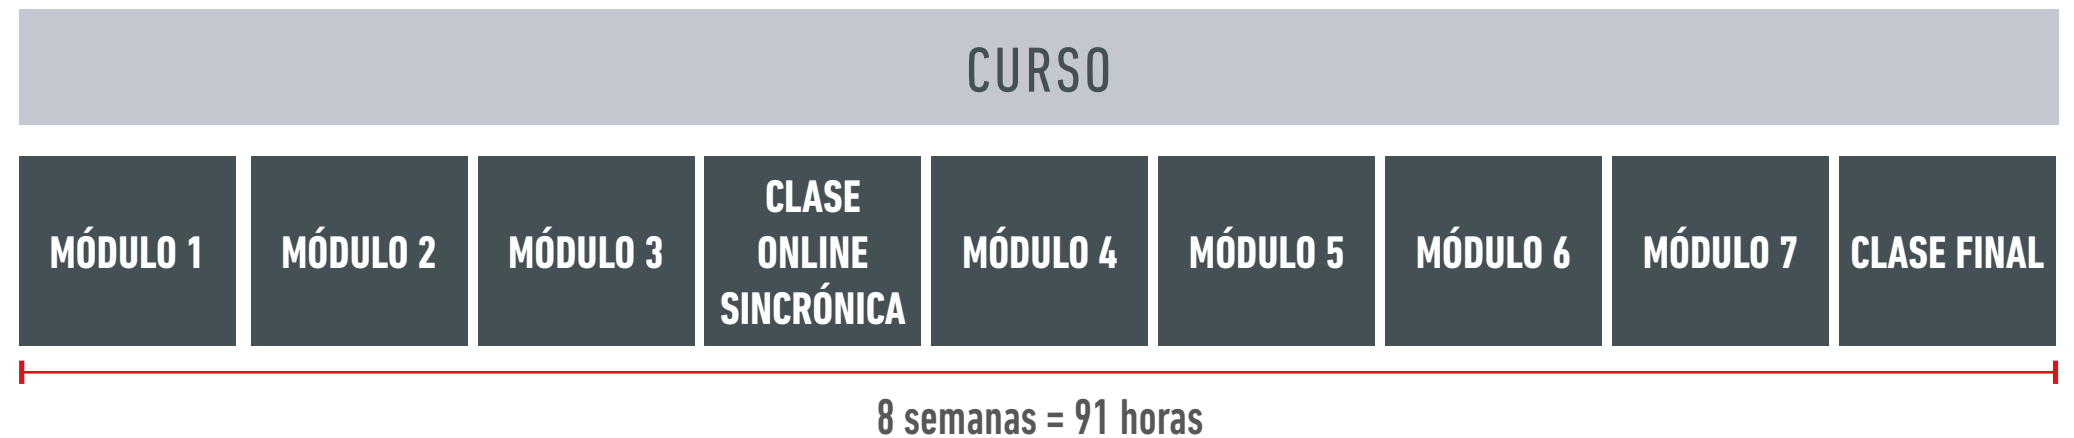 CURSO
MÓDULO 1
MÓDULO 2
MÓDULO 3
CLASE
ONLINE
SINCRÓNICA
MÓDULO 4
MÓDULO 5
MÓDULO 6
MÓDULO 7
CLASE FINAL
8 semanas = 91 horas